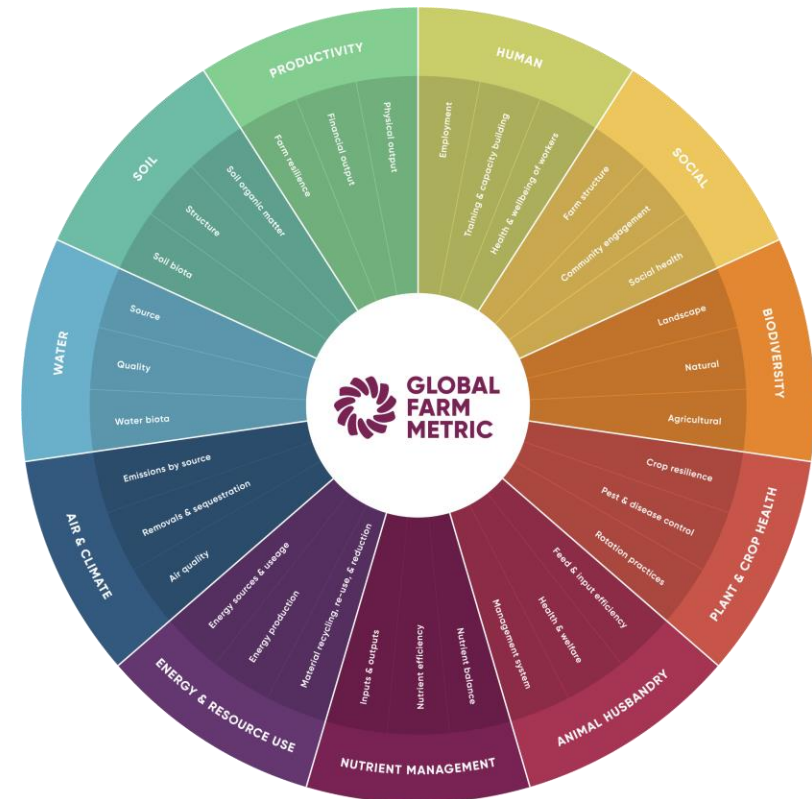 GLOBAL
FARM
METRIC
PRODUCTIVITY
Farm resilience
Financial output
Physical output
HUMAN
Employment
Training & capacity building
Health & wellbeing of workers
SOCIAL
Farm structure
Community engagement
Social health
BIODIVERSITY
Landscape
Natural
Agricultural
PLANT & CROP HEALTH
Crop resilience
Pest & disease control
Rotation practices
ANIMAL HUSBANDRY
Feed & input efficiency
Health & welfare
Management system
NUTRIENT MANAGEMENT
Nutrient balance
Nutrient efficiency
Inputs & outputs
ENERGY & RESOURCE USE
Material recycling, re-use, & reduction
Energy production
Energy sources & useage
AIR & CLIMATE
Air quality
Removals & sequestration
Emissions by source
WATER
Water biota
Quality
Source
SOIL
Soil biota
Structure
Soil organic matter